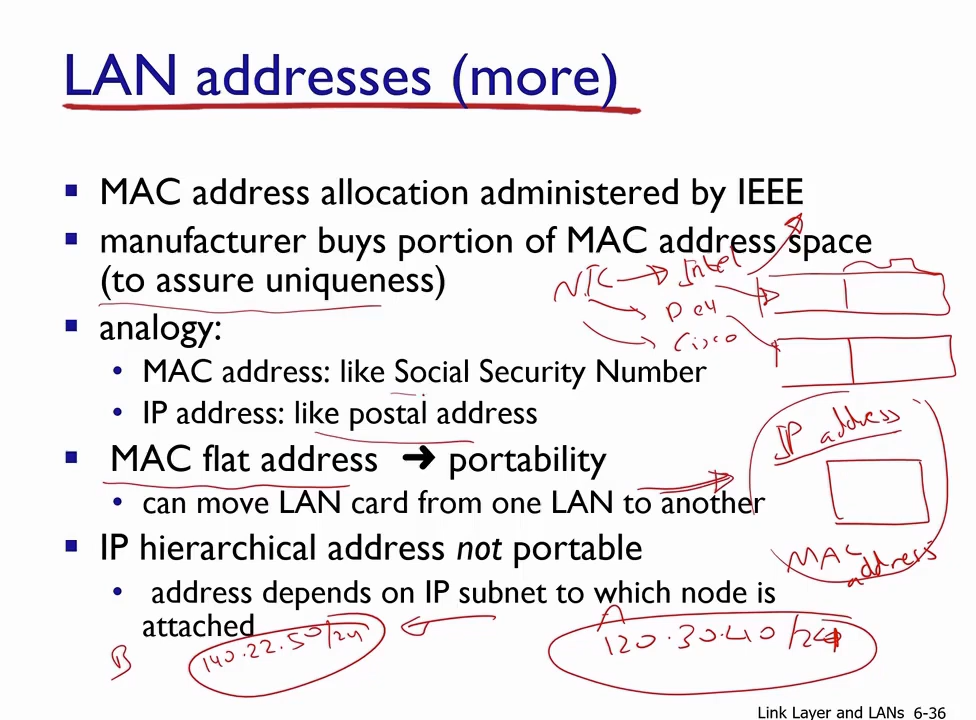 LAN addresses (more)
▪ MAC address allocation administered by IEEE
▪ manufacturer buys portion of MAC address space
(to assure uniqueness)
NIC Intel
Dell
Cisco
▪ analogy:
• MAC address: like Social Security Number
• IP address: like postal address
IP address
▪ MAC flat address ➜ portability
• can move LAN card from one LAN to another
MAC address
▪ IP hierarchical address not portable
• address depends on IP subnet to which node is
attached
A
120.30.40/24
B
140.22.50/24
Link Layer and LANs 6-36